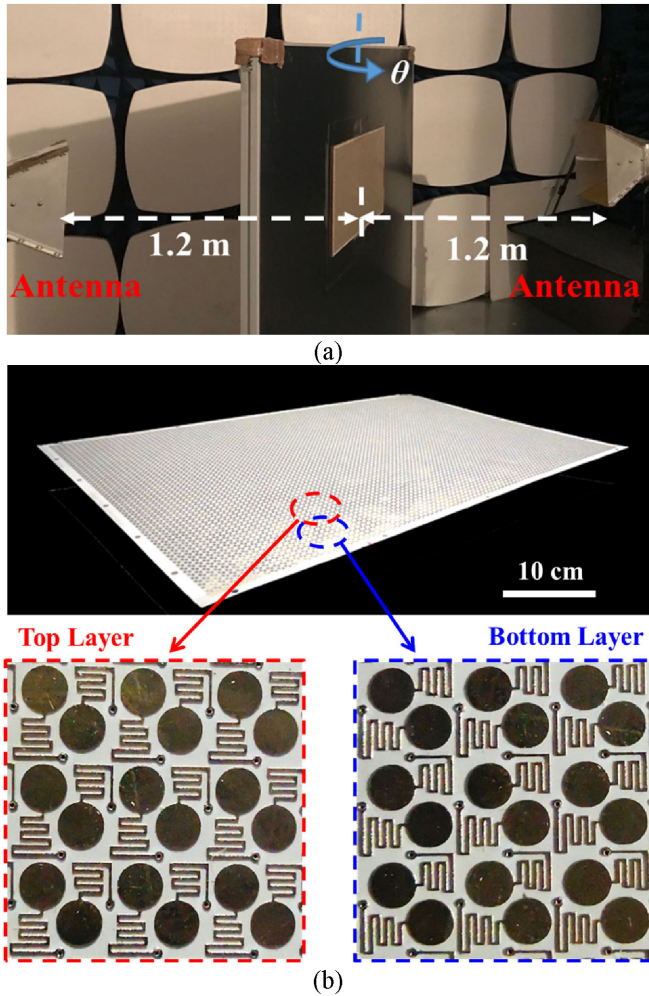 θ
1.2 m 1.2 m
Antenna Antenna
(a)
10 cm
Top Layer Bottom Layer
(b)